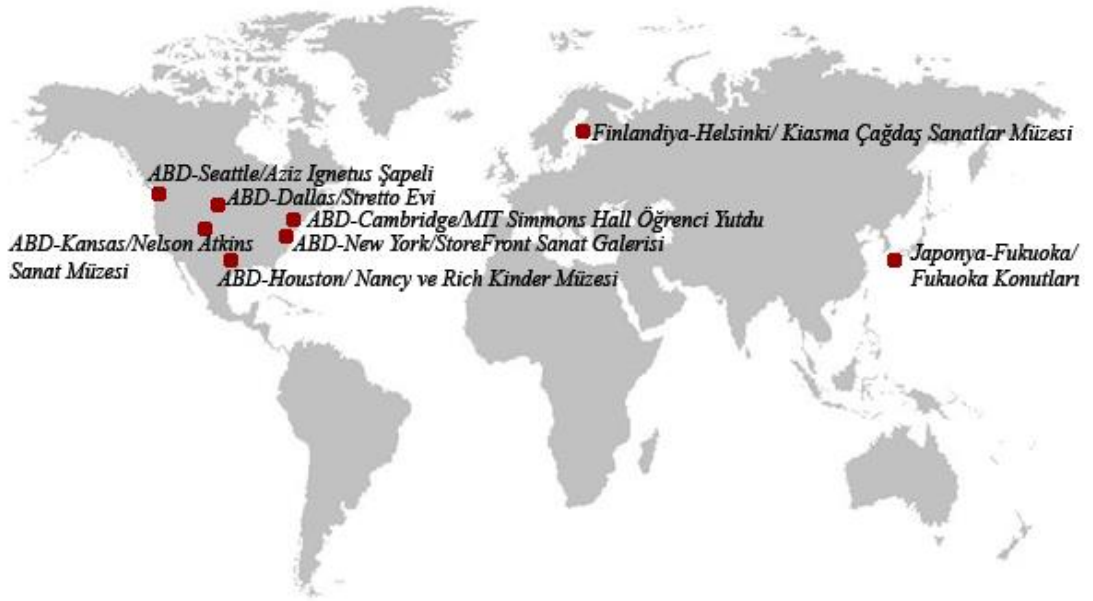 Finlandiya-Helsinki/ Kiasma Çağdaş Sanatlar Müzesi
ABD-Seattle/Aziz Ignetus Şapeli
ABD-Dallas/Stretto Evi
ABD-Cambridge/MIT Simmons Hall Öğrenci Yutdu
ABD-New York/StoreFront Sanat Galerisi
ABD-Kansas/Nelson Atkins
Sanat Müzesi
ABD-Houston/ Nancy ve Rich Kinder Müzesi
Japonya-Fukuoka/
Fukuoka Konutları